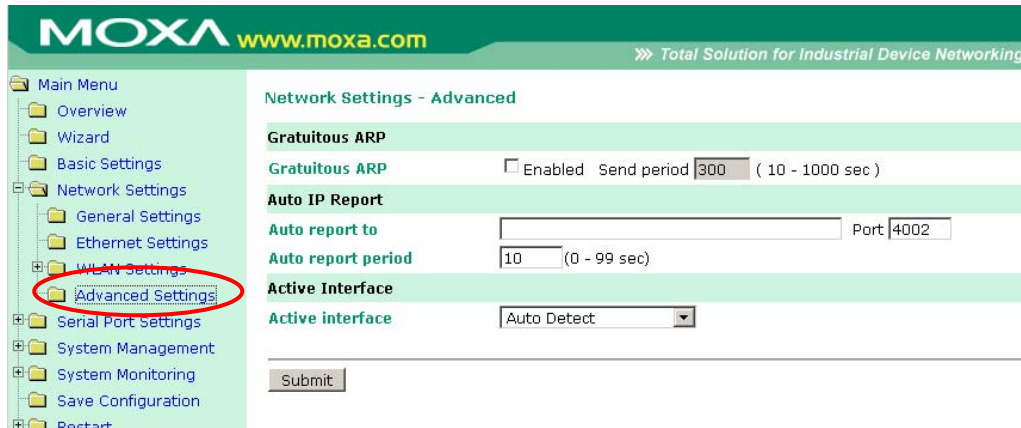 MOXA www.moxa.com
Total Solution for Industrial Device Networking
Main Menu
Overview
Wizard
Basic Settings
Network Settings
General Settings
Ethernet Settings
WLAN Settings
Advanced Settings
Serial Port Settings
System Management
System Monitoring
Save Configuration
Restart
Network Settings - Advanced
Gratuitous ARP
Gratuitous ARP Enabled Send period 300 ( 10 - 1000 sec )
Auto IP Report
Auto report to Port 4002
Auto report period 10 (0 - 99 sec)
Active Interface
Active interface Auto Detect
Submit